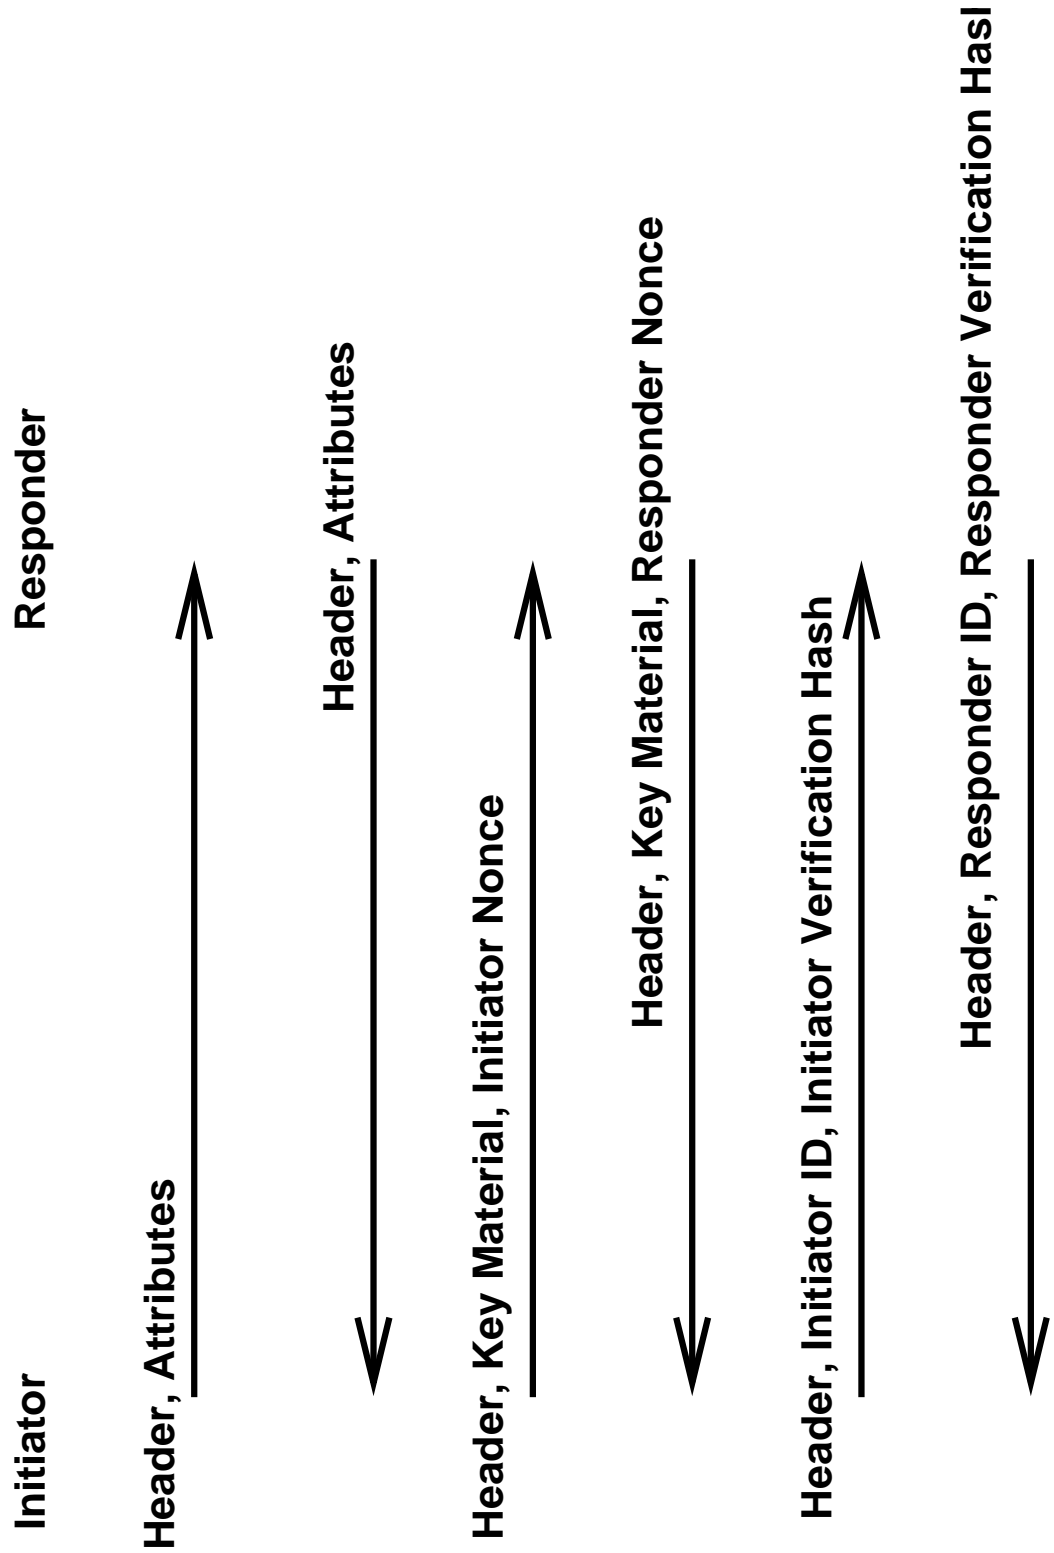 Initiator
Responder
Header, Attributes
Header, Attributes
Header, Key Material, Initiator Nonce
Header, Key Material, Responder Nonce
Header, Initiator ID, Initiator Verification Hash
Header, Responder ID, Responder Verification